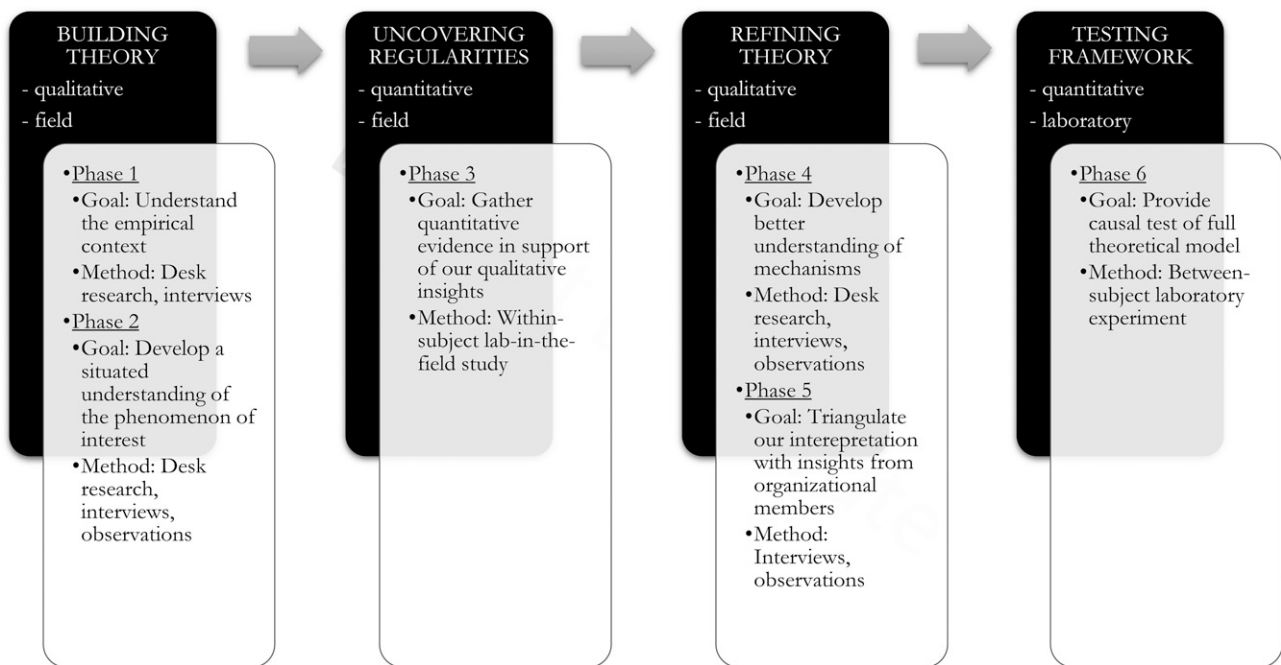 BUILDING
THEORY
- qualitative
- field
•Phase 1
•Goal: Understand
the empirical
context
•Method: Desk
research, interviews
•Phase 2
•Goal: Develop a
situated
understanding of
the phenomenon of
interest
•Method: Desk
research,
interviews,
observations
UNCOVERING
REGULARITIES
- quantitative
- field
•Phase 3
•Goal: Gather
quantitative
evidence in support
of our qualitative
insights
•Method: Within-
subject lab-in-the-
field study
REFINING
THEORY
- qualitative
- field
•Phase 4
•Goal: Develop
better
understanding of
mechanisms
•Method: Desk
research,
interviews,
observations
•Phase 5
•Goal: Triangulate
our interepretation
with insights from
organizational
members
•Method:
Interviews,
observations
TESTING
FRAMEWORK
- quantitative
- laboratory
•Phase 6
•Goal: Provide
causal test of full
theoretical model
•Method: Between-
subject laboratory
experiment